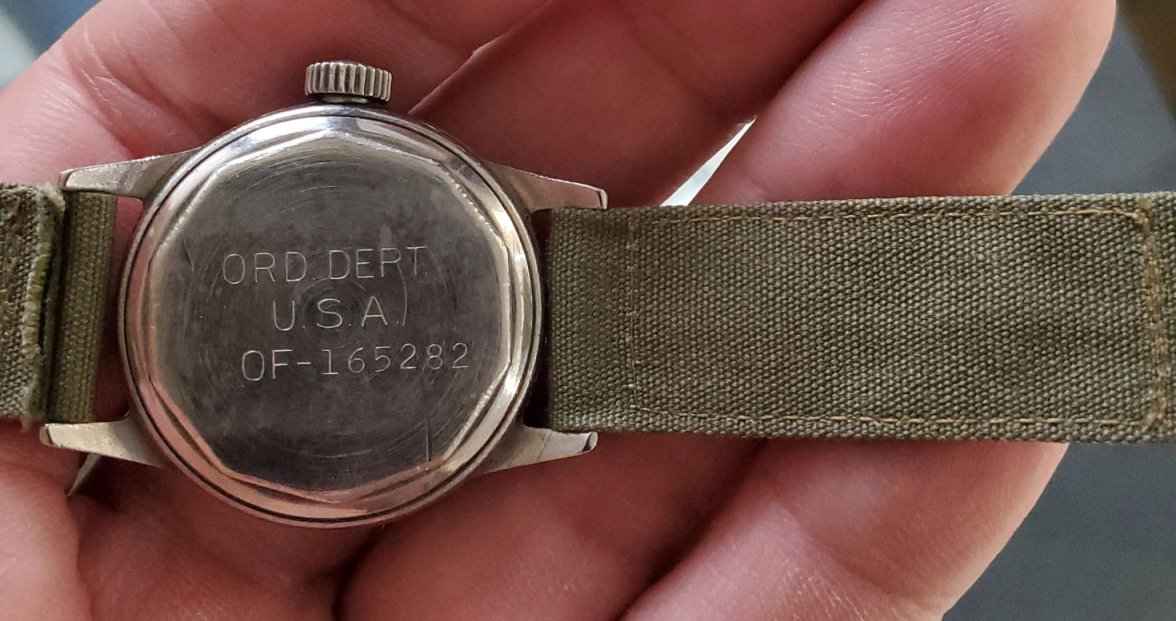 ORD. DEPT
U.S.A.
OF-165282